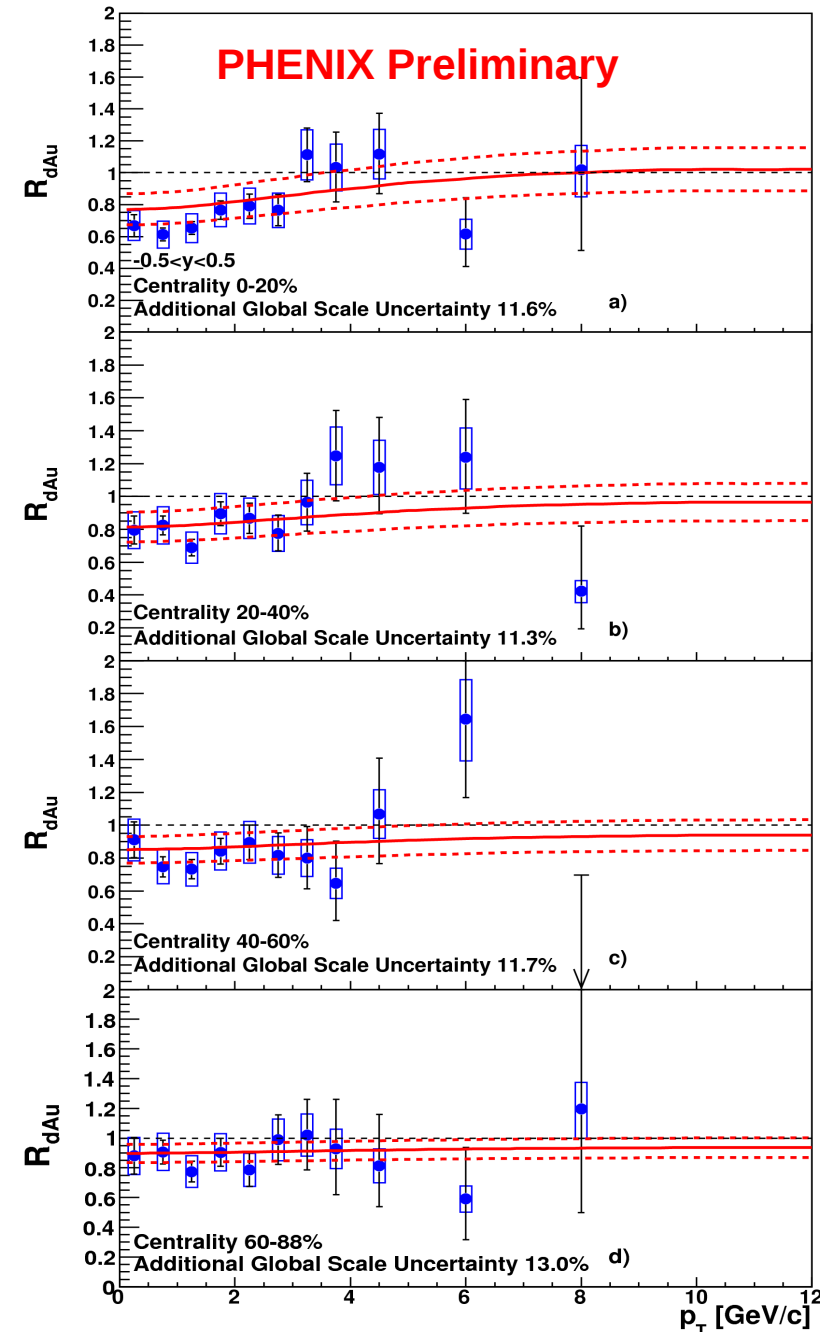 PHENIX Preliminary
2
1.8
1.6
1.4
1.2
1
0.8
0.6
0.4
0.2
R_dAu
-0.5<y<0.5
Centrality 0-20%
Additional Global Scale Uncertainty 11.6%
a)
2
1.8
1.6
1.4
1.2
1
0.8
0.6
0.4
0.2
R_dAu
Centrality 20-40%
Additional Global Scale Uncertainty 11.3%
b)
2
1.8
1.6
1.4
1.2
1
0.8
0.6
0.4
0.2
R_dAu
Centrality 40-60%
Additional Global Scale Uncertainty 11.7%
c)
2
1.8
1.6
1.4
1.2
1
0.8
0.6
0.4
0.2
0
R_dAu
Centrality 60-88%
Additional Global Scale Uncertainty 13.0%
d)
0 2 4 6 8 10 12
p_T [GeV/c]